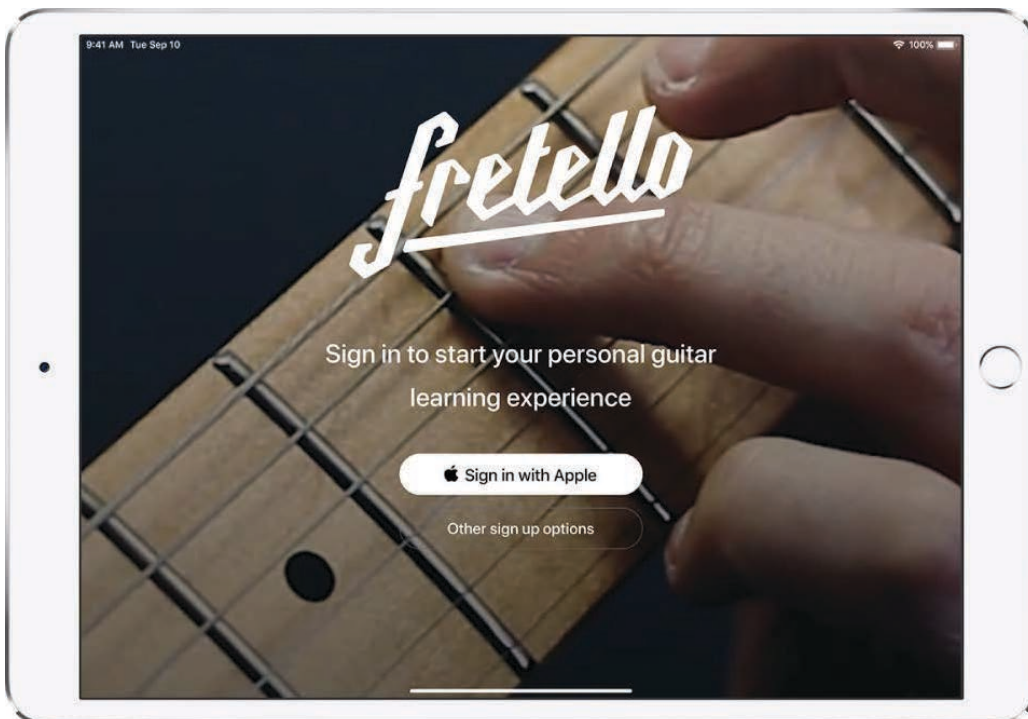 9:41 AM Tue Sep 10
100%
fretello
Sign in to start your personal guitar
learning experience
Sign in with Apple
Other sign up options